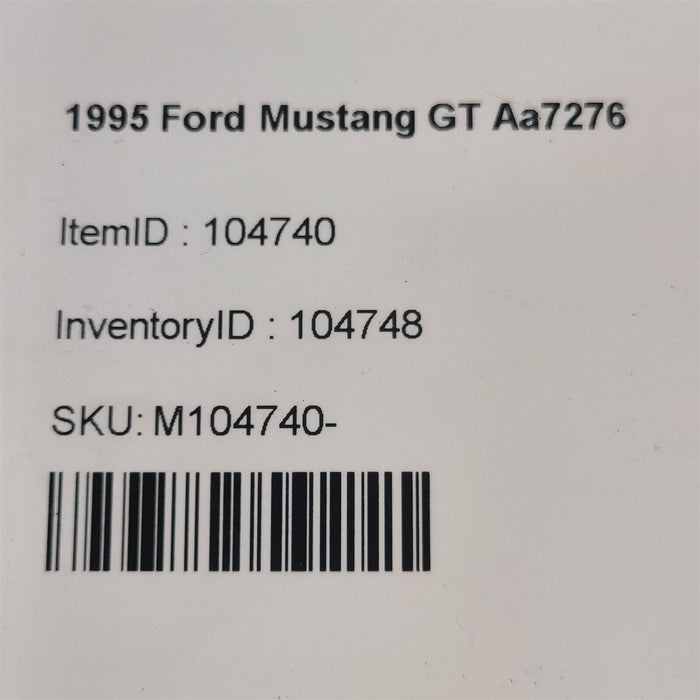 1995 Ford Mustang GT Aa7276
ItemID : 104740
InventoryID : 104748
SKU: M104740-